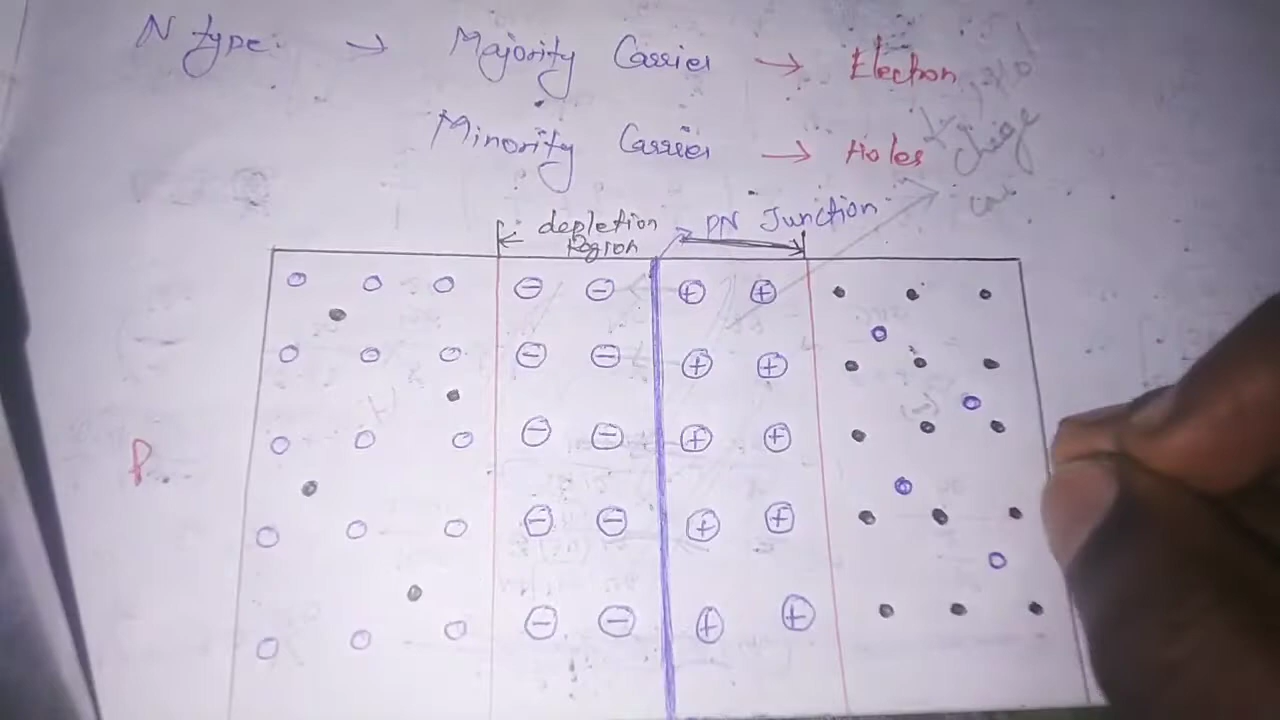 N type → Majority Carrier → Electron
Minority Carrier → Holes
depletion Region
PN Junction
P